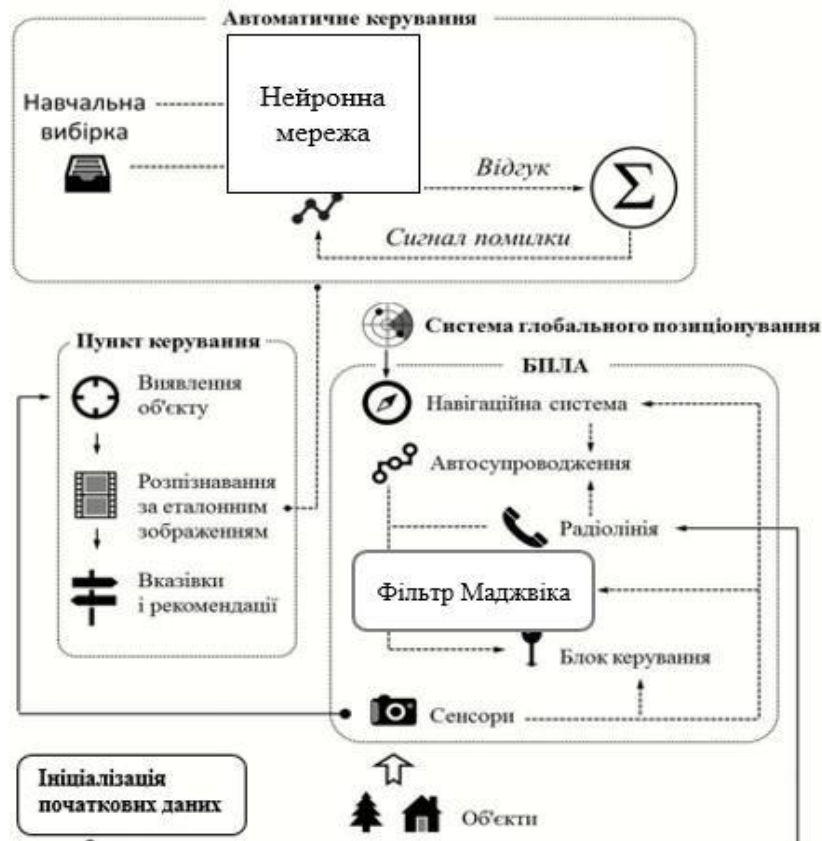 Автоматичне керування
Навчальна
вибірка
Нейронна
мережа
Відгук
Σ
Сигнал помилки
Система глобального позиціонування
Пункт керування
Виявлення
об'єкту
Розпізнавання
за еталонним
зображенням
Вказівки
і рекомендації
БПЛА
Навігаційна система
Автосупроводження
Радіолінія
Фільтр Маджвіка
Блок керування
Сенсори
Ініціалізація
початкових даних
Об'єкти